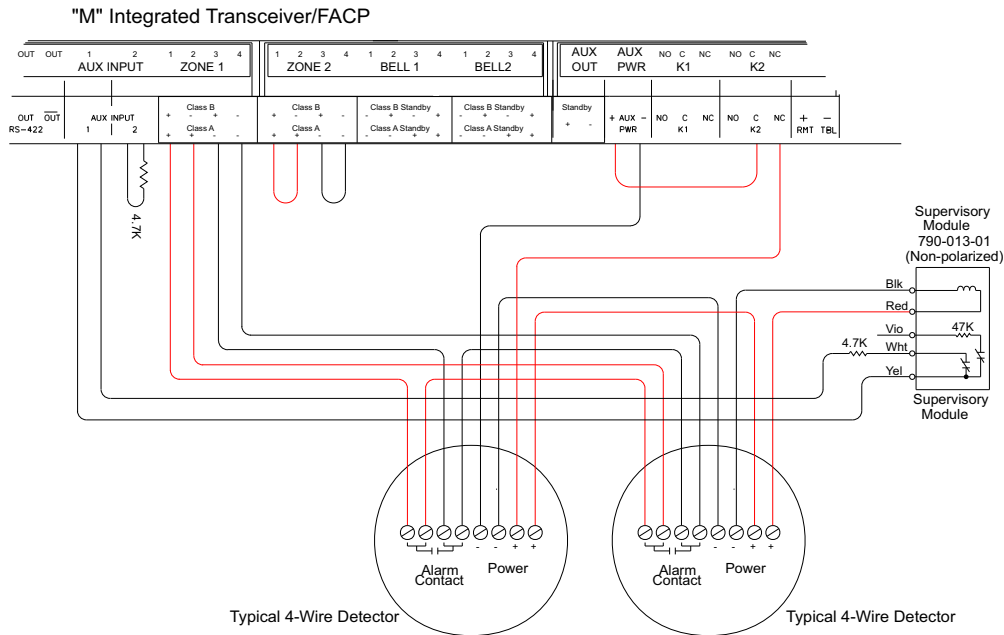 "M" Integrated Transceiver/FACP
OUT OUT 1 2 1 2 3 4 1 2 3 4 1 2 3 4 1 2 3 4 AUX AUX NO C NC NO C NC
AUX INPUT ZONE 1 ZONE 2 BELL 1 BELL2 OUT PWR K1 K2
Class B Class B Class B Standby Class B Standby Standby
+ - + - + - + - - - + + - - + +
OUT OUT AUX INPUT + AUX - NO C NC NO C NC + -
RS-422 1 2 Class A Class A Class A Standby Class A Standby + - PWR K1 K2 RMT TBL
+ + - - + + - - - - + + - - + +
4.7K
Supervisory
Module
790-013-01
(Non-polarized)
Blk
Red
Vio 47K
4.7K Wht
Yel
Supervisory
Module
- - + + - - + +
Alarm
Contact
Power
Alarm
Contact
Power
Typical 4-Wire Detector
Typical 4-Wire Detector